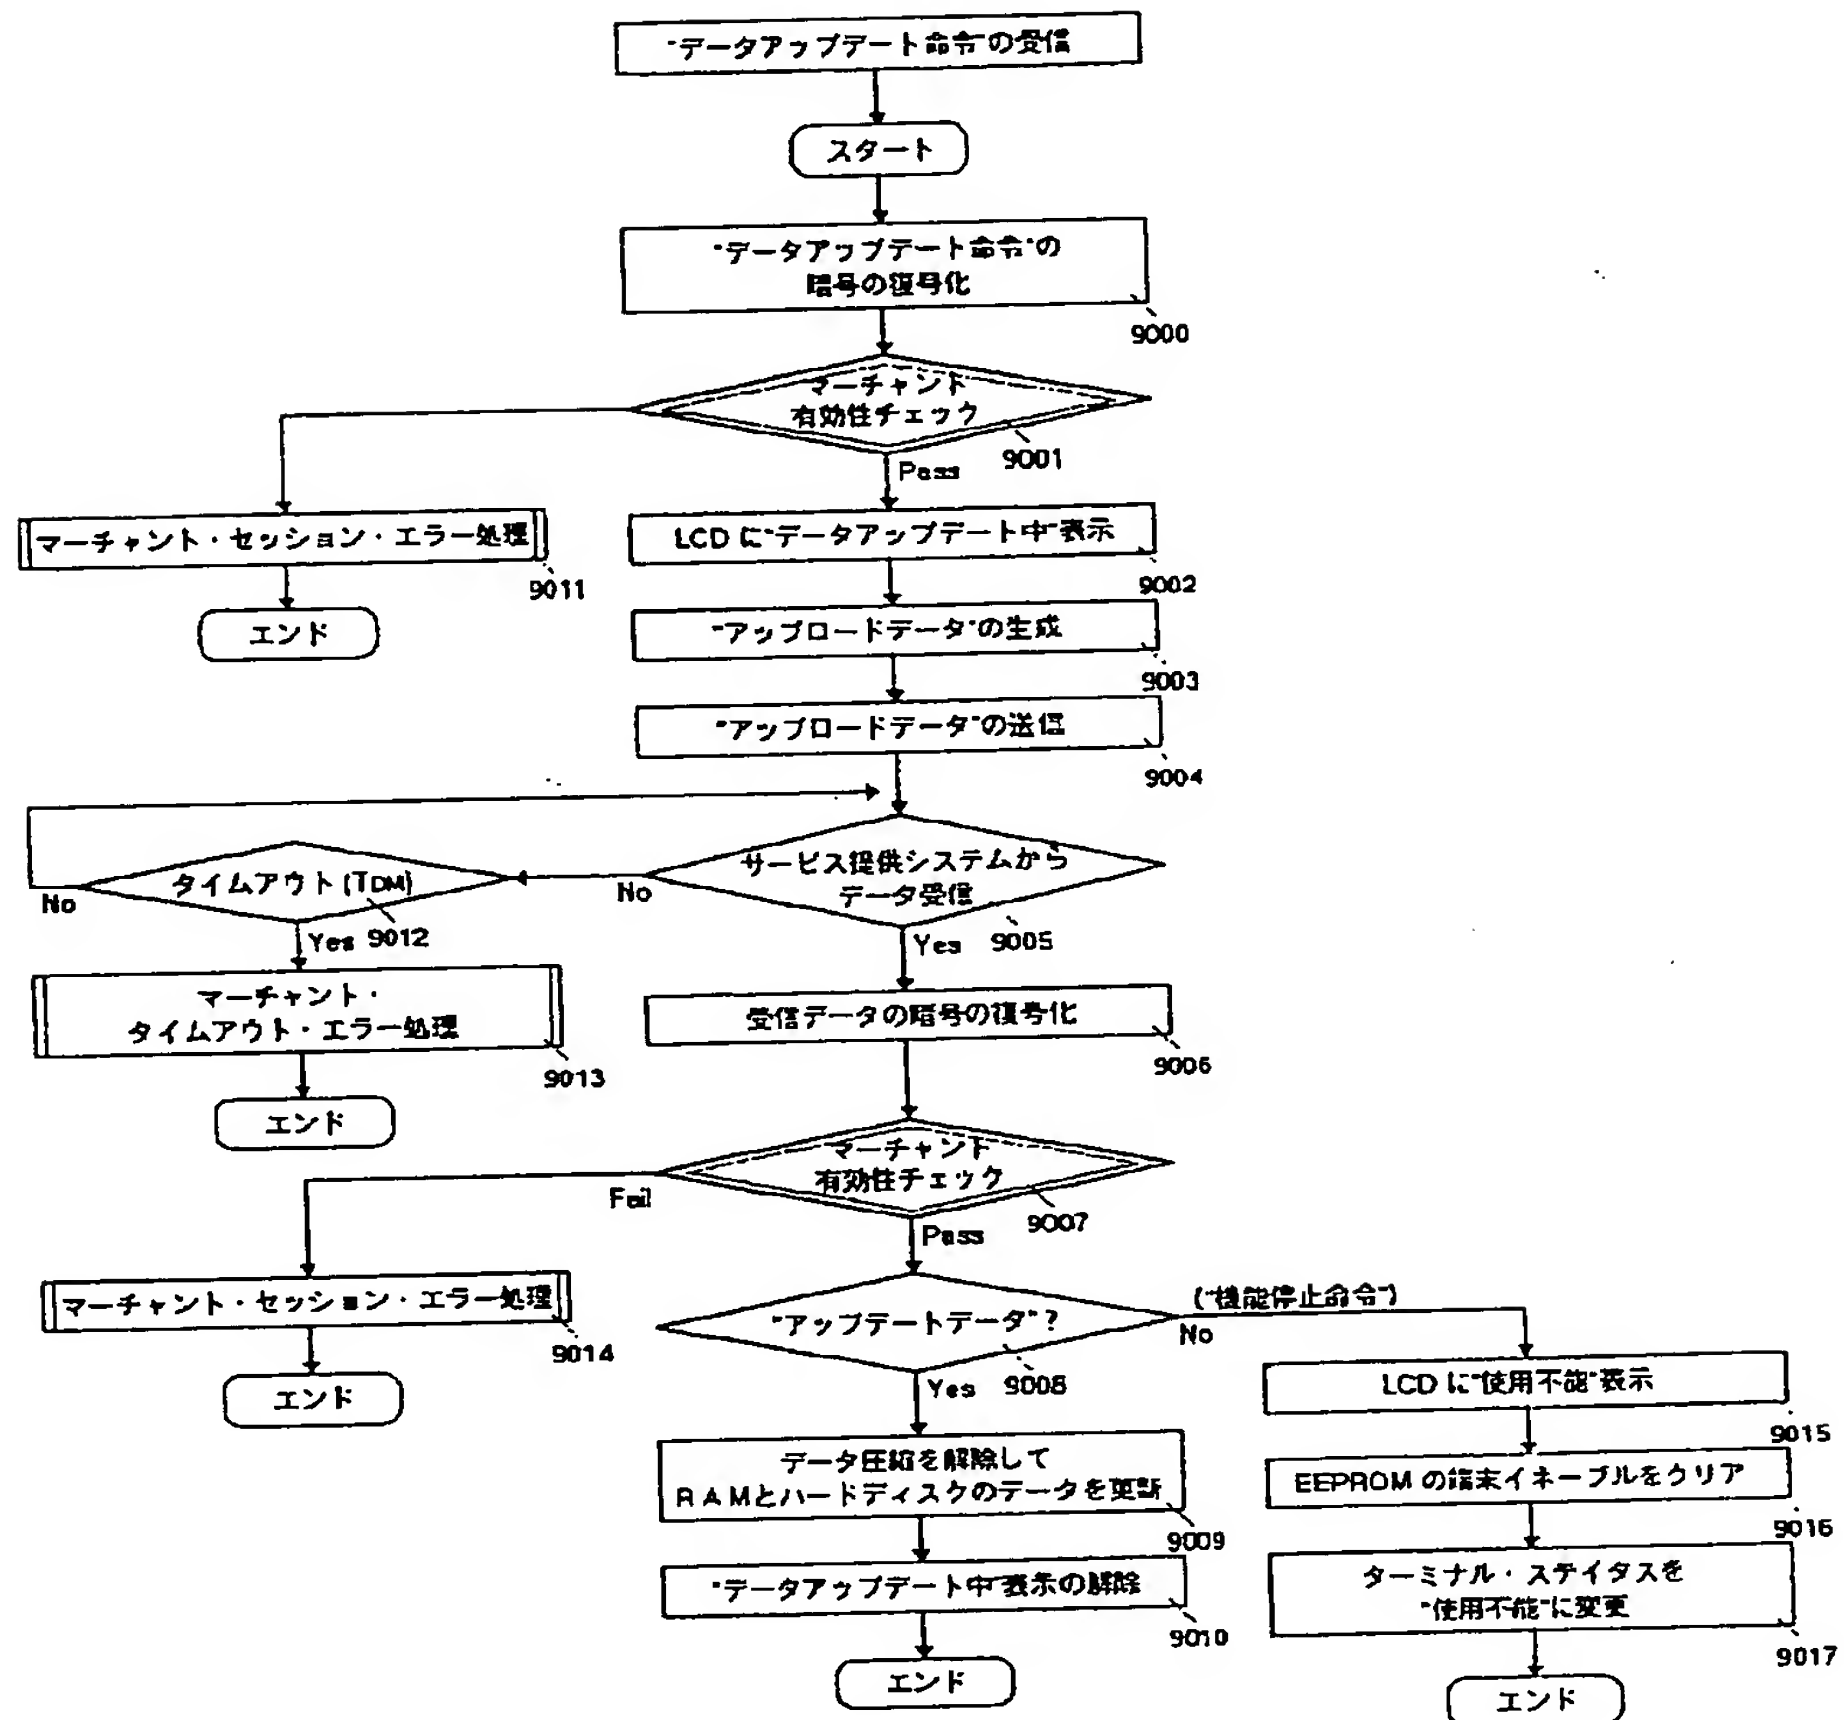 "データアップデート命令"の受信
スタート
"データアップデート命令"の
暗号の復号化
9000
マーチャント
有効性チェック
9001
Pass
マーチャント・セッション・エラー処理
9011
エンド
LCD に"データアップデート中"表示
9002
"アップロードデータ"の生成
9003
"アップロードデータ"の送信
9004
サービス提供システムから
データ受信
9005
No
Yes
タイムアウト (TDM)
9012
No
Yes
マーチャント・
タイムアウト・エラー処理
9013
エンド
受信データの暗号の復号化
9006
マーチャント
有効性チェック
9007
Fail
Pass
マーチャント・セッション・エラー処理
9014
エンド
"アップデートデータ"?
9008
("機能停止命令")
No
Yes
データ圧縮を解除して
RAMとハードディスクのデータを更新
9009
"データアップデート中"表示の解除
9010
エンド
LCD に"使用不能"表示
9015
EEPROM の端末イネーブルをクリア
9016
ターミナル・ステイタスを
"使用不能"に変更
9017
エンド